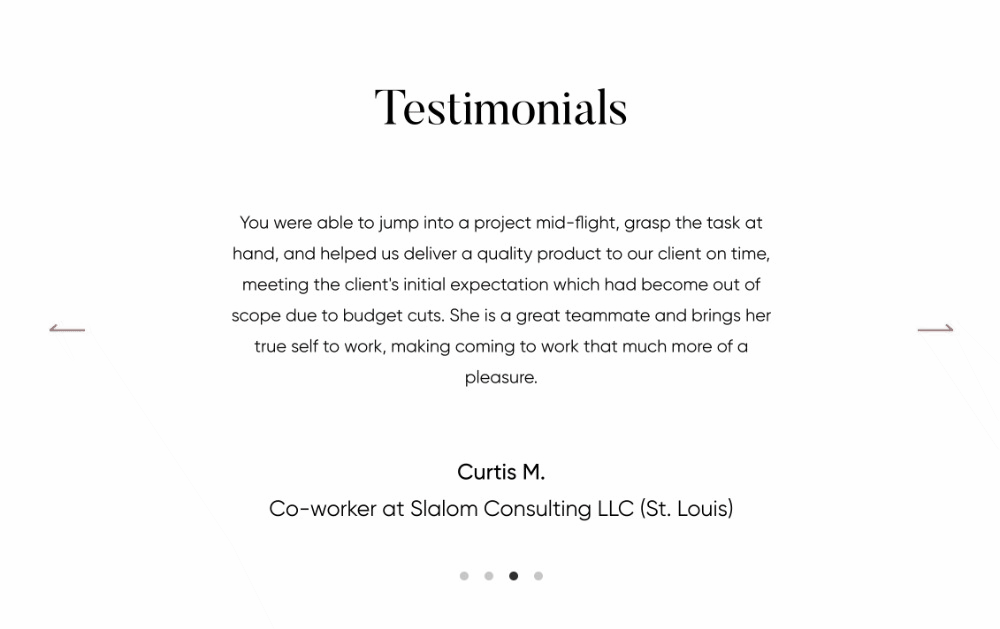 Testimonials
You were able to jump into a project mid-flight, grasp the task at
hand, and helped us deliver a quality product to our client on time,
meeting the client's initial expectation which had become out of
scope due to budget cuts. She is a great teammate and brings her
true self to work, making coming to work that much more of a
pleasure.
Curtis M.
Co-worker at Slalom Consulting LLC (St. Louis)